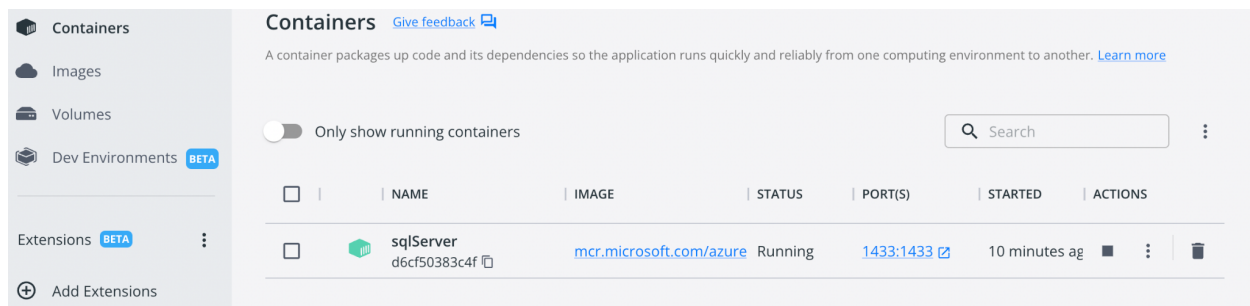 Containers
Images
Volumes
Dev Environments BETA
Extensions BETA
Add Extensions
Containers Give feedback
A container packages up code and its dependencies so the application runs quickly and reliably from one computing environment to another. Learn more
Only show running containers
Search
NAME IMAGE STATUS PORT(S) STARTED ACTIONS
sqlServer mcr.microsoft.com/azure Running 1433:1433 10 minutes ag
d6cf50383c4f